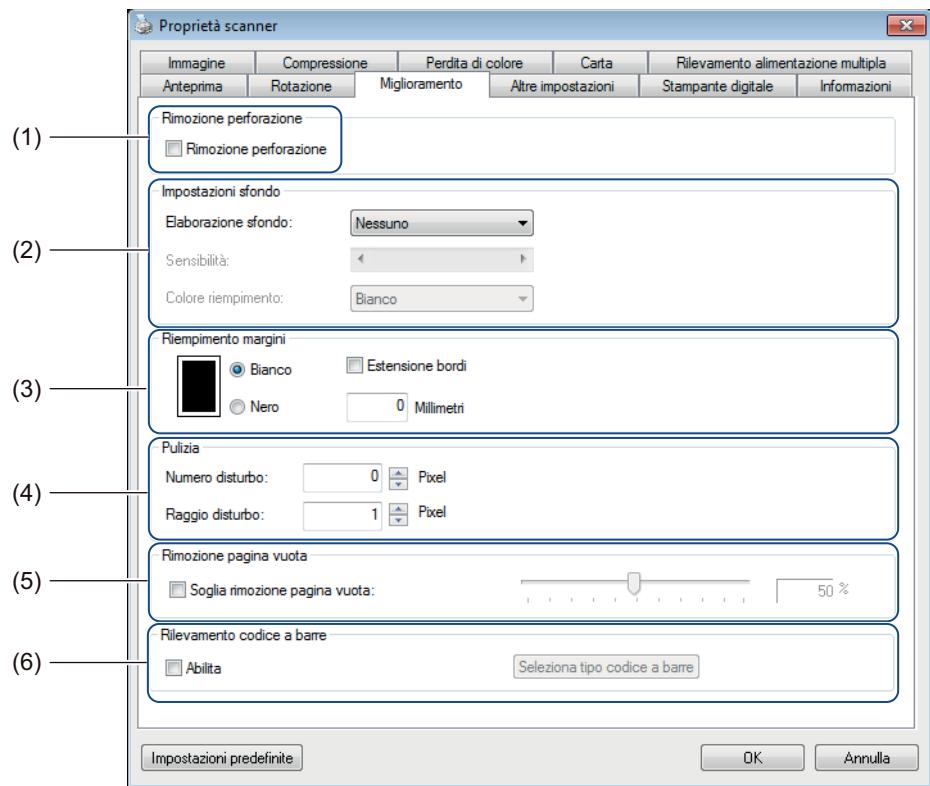 Proprietà scanner
Immagine Compressione Perdita di colore Carta Rilevamento alimentazione multipla
Anteprima Rotazione Miglioramento Altre impostazioni Stampante digitale Informazioni
(1)
Rimozione perforazione
Rimozione perforazione
(2)
Impostazioni sfondo
Elaborazione sfondo: Nessuno
Sensibilità:
Colore riempimento: Bianco
(3)
Riempimento margini
Bianco Estensione bordi
Nero 0 Millimetri
(4)
Pulizia
Numero disturbo: 0 Pixel
Raggio disturbo: 1 Pixel
(5)
Rimozione pagina vuota
Soglia rimozione pagina vuota: 50 %
(6)
Rilevamento codice a barre
Abilita Seleziona tipo codice a barre
Impostazioni predefinite OK Annulla